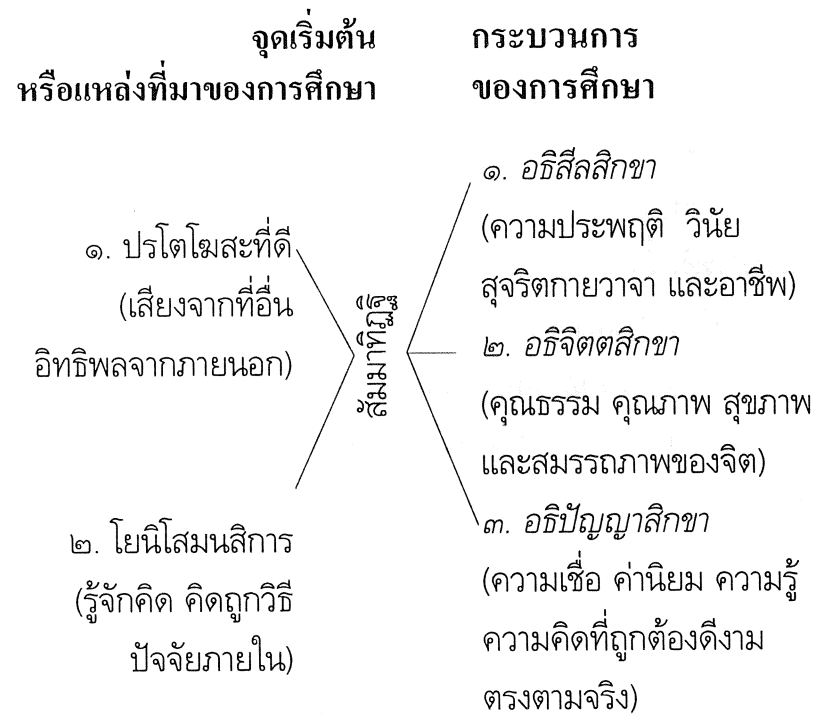 จุดเริ่มต้น
หรือแหล่งที่มาของการศึกษา
๑. ปรโตโฆสะที่ดี
(เสียงจากที่อื่น
อิทธิพลจากภายนอก)
๒. โยนิโสมนสิการ
(รู้จักคิด คิดถูกวิธี
ปัจจัยภายใน)
สัมมาทิฏฐิ
กระบวนการ
ของการศึกษา
๑. อธิสีลสิกขา
(ความประพฤติ วินัย
สุจริตกายวาจา และอาชีพ)
๒. อธิจิตตสิกขา
(คุณธรรม คุณภาพ สุขภาพ
และสมรรถภาพของจิต)
๓. อธิปัญญาสิกขา
(ความเชื่อ ค่านิยม ความรู้
ความคิดที่ถูกต้องดีงาม
ตรงตามจริง)